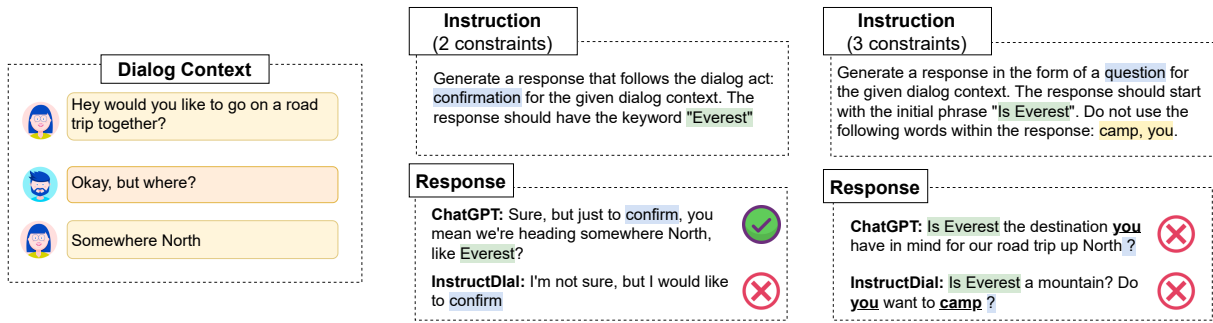 Dialog Context
Hey would you like to go on a road
trip together?
Okay, but where?
Somewhere North
Instruction
(2 constraints)
Generate a response that follows the dialog act:
confirmation for the given dialog context. The
response should have the keyword "Everest"
Response
ChatGPT: Sure, but just to confirm, you
mean we're heading somewhere North,
like Everest?
InstructDIal: I'm not sure, but I would like
to confirm
Instruction
(3 constraints)
Generate a response in the form of a question for
the given dialog context. The response should start
with the initial phrase "Is Everest". Do not use the
following words within the response: camp, you.
Response
ChatGPT: Is Everest the destination you
have in mind for our road trip up North ?
InstructDial: Is Everest a mountain? Do
you want to camp ?